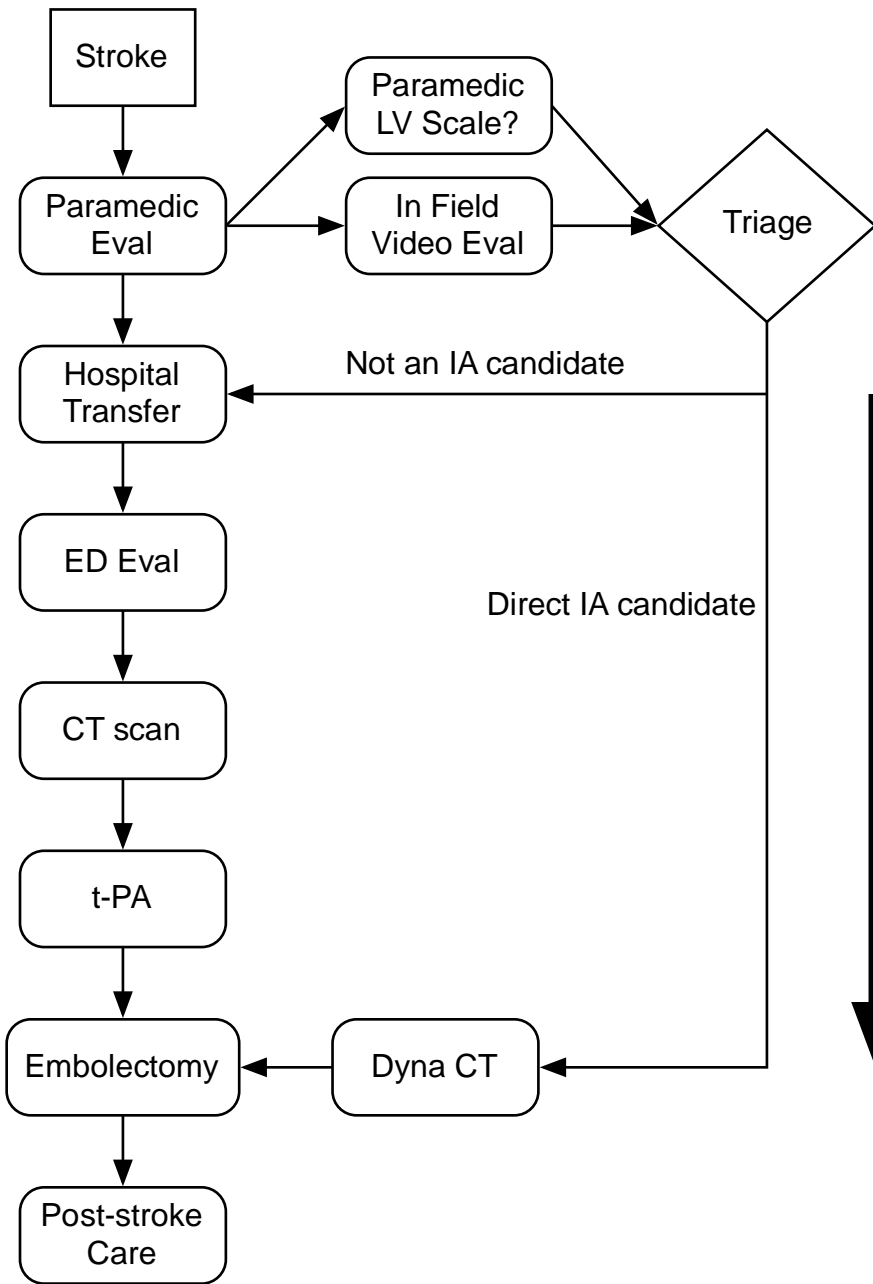 Stroke
Paramedic
LV Scale?
Paramedic
Eval
In Field
Video Eval
Triage
Not an IA candidate
Hospital
Transfer
ED Eval
Direct IA candidate
CT scan
t-PA
Embolectomy
Dyna CT
Post-stroke
Care